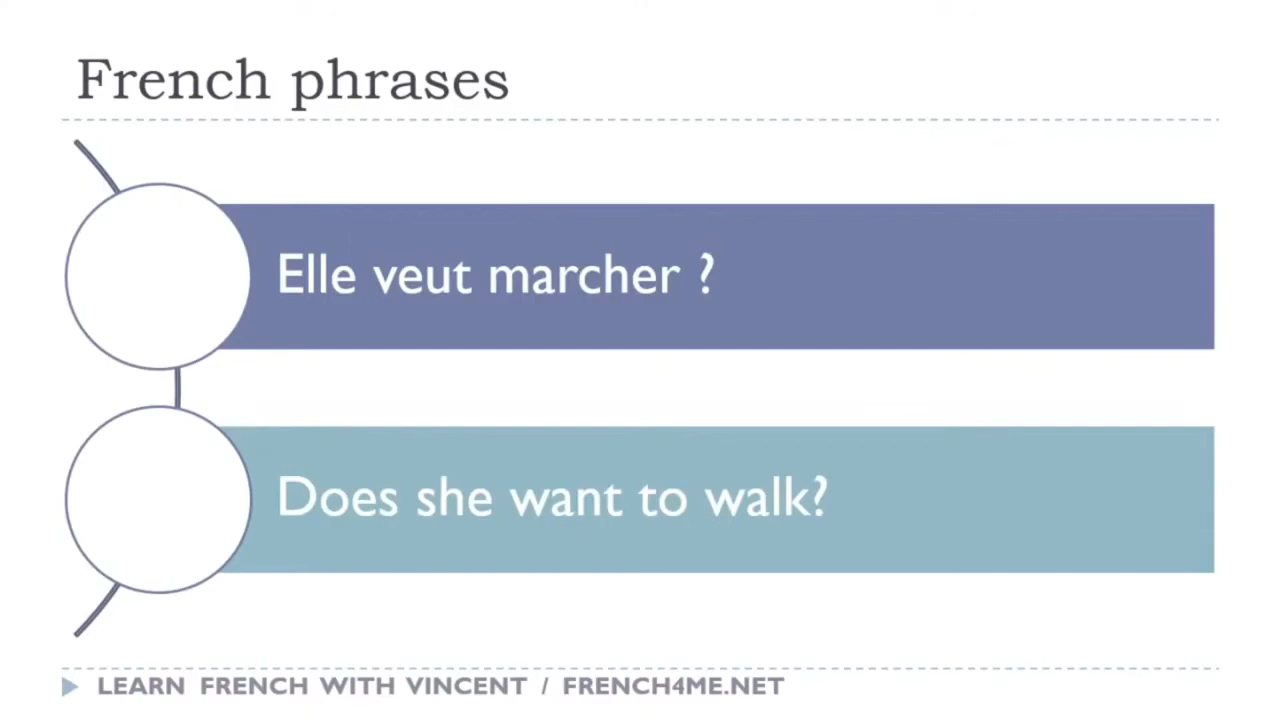 French phrases
Elle veut marcher ?
Does she want to walk?
LEARN FRENCH WITH VINCENT / FRENCH4ME.NET